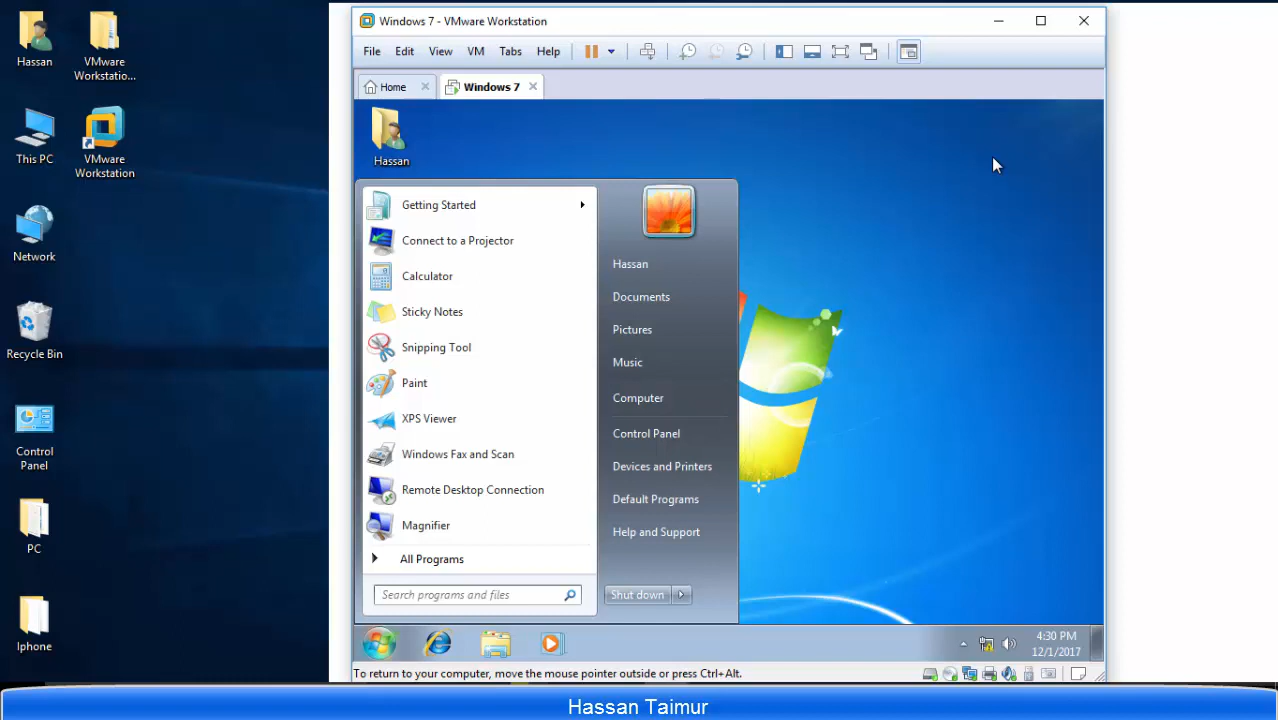 Hassan
VMware
Workstatio...
This PC
VMware
Workstation
Network
Recycle Bin
Control
Panel
PC
Iphone
Windows 7 - VMware Workstation
File Edit View VM Tabs Help
Home Windows 7
Hassan
Getting Started
Connect to a Projector
Calculator
Sticky Notes
Snipping Tool
Paint
XPS Viewer
Windows Fax and Scan
Remote Desktop Connection
Magnifier
All Programs
Search programs and files
Hassan
Documents
Pictures
Music
Computer
Control Panel
Devices and Printers
Default Programs
Help and Support
Shut down
4:30 PM
12/1/2017
To return to your computer, move the mouse pointer outside or press Ctrl+Alt.
Hassan Taimur